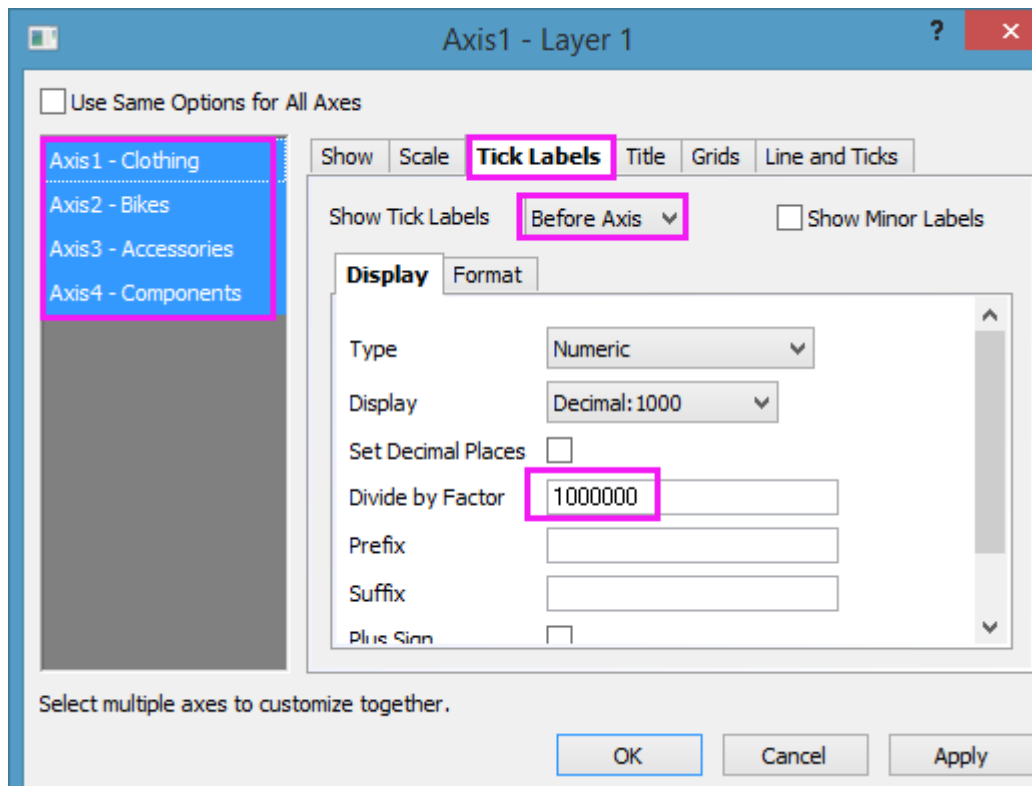 Axis1 - Layer 1
?
Use Same Options for All Axes
Axis1 - Clothing
Axis2 - Bikes
Axis3 - Accessories
Axis4 - Components
Show Scale Tick Labels Title Grids Line and Ticks
Show Tick Labels Before Axis Show Minor Labels
Display Format
Type Numeric
Display Decimal:1000
Set Decimal Places
Divide by Factor 1000000
Prefix
Suffix
Plus Sign
Select multiple axes to customize together.
OK Cancel Apply